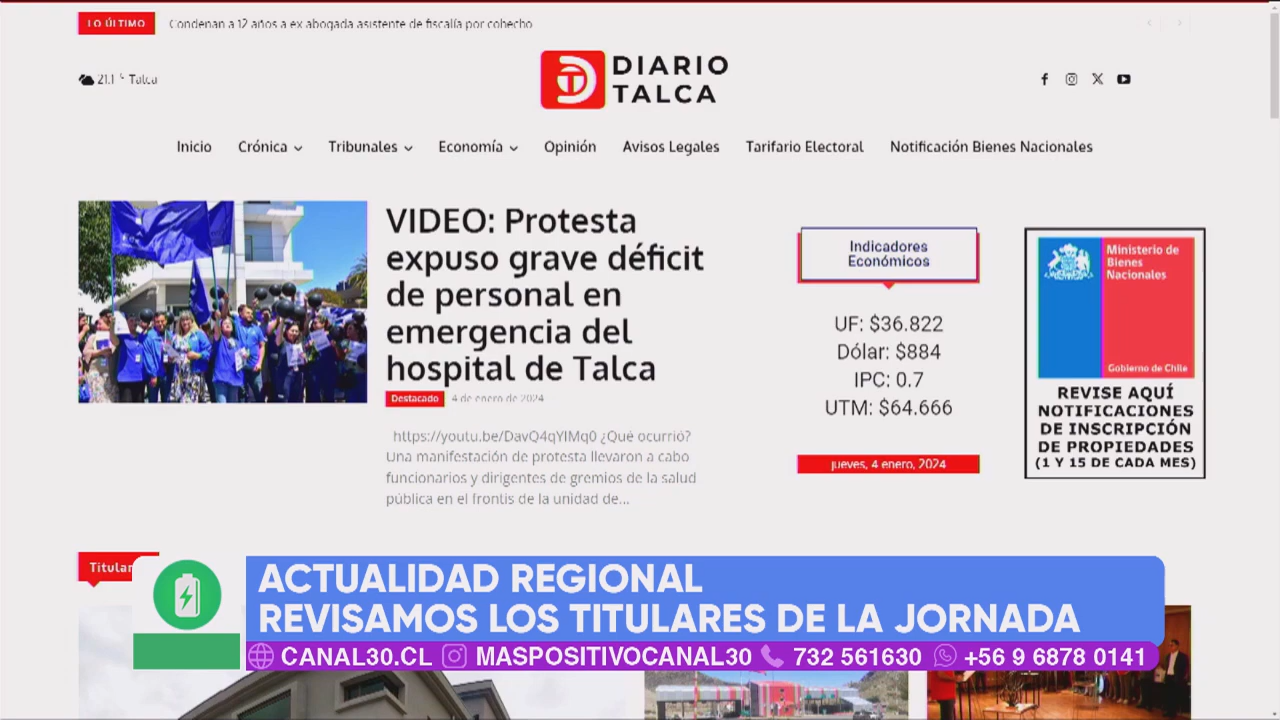 LO ÚLTIMO Condenan a 12 años a ex abogada asistente de fiscalía por cohecho
21.1 C Talca
DIARIO
TALCA
Inicio Crónica Tribunales Economía Opinión Avisos Legales Tarifario Electoral Notificación Bienes Nacionales
VIDEO: Protesta
expuso grave déficit
de personal en
emergencia del
hospital de Talca
Destacado 4 de enero de 2024
https://youtu.be/DavQ4qYIMq0 ¿Qué ocurrió?
Una manifestación de protesta llevaron a cabo
funcionarios y dirigentes de gremios de la salud
pública en el frontis de la unidad de...
Indicadores
Económicos
UF: $36.822
Dólar: $884
IPC: 0.7
UTM: $64.666
jueves, 4 enero, 2024
Ministerio de
Bienes
Nacionales
Gobierno de Chile
REVISE AQUÍ
NOTIFICACIONES
DE INSCRIPCIÓN
DE PROPIEDADES
(1 Y 15 DE CADA MES)
Titular
ACTUALIDAD REGIONAL
REVISAMOS LOS TITULARES DE LA JORNADA
CANAL30.CL MASPOSITIVOCANAL30 732 561630 +56 9 6878 0141